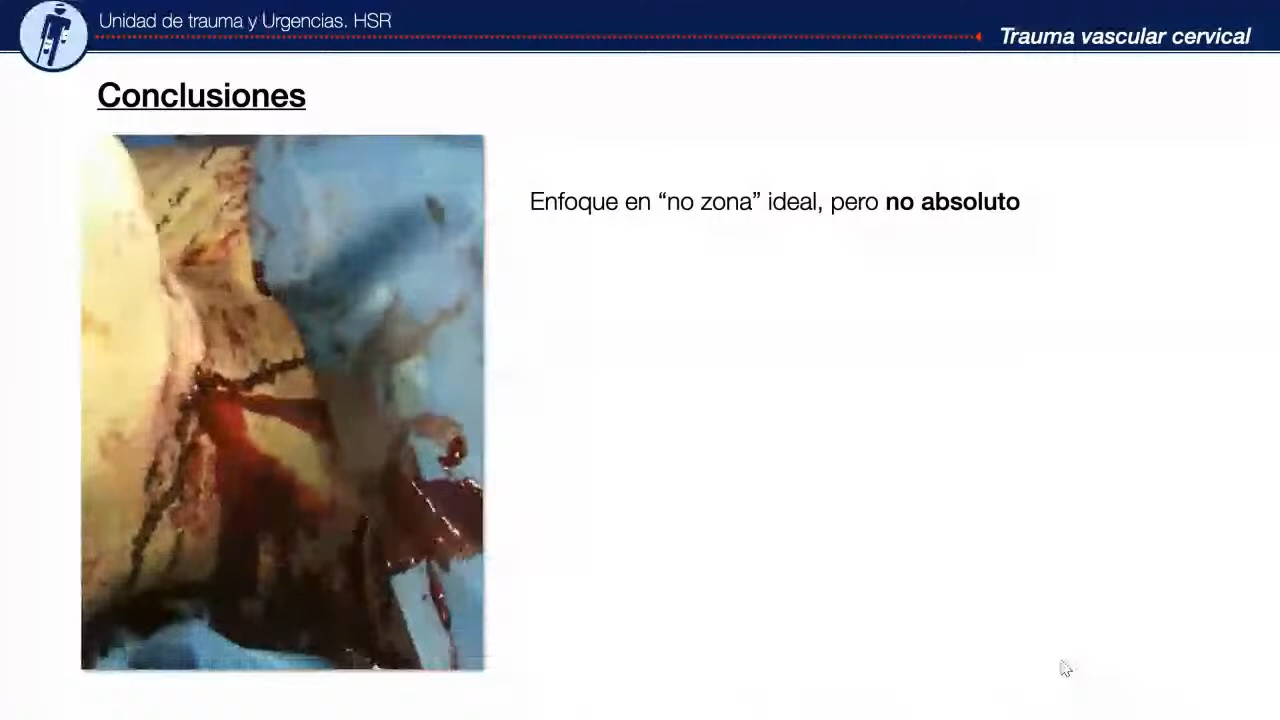 Unidad de trauma y Urgencias. HSR
Trauma vascular cervical
Conclusiones
Enfoque en “no zona” ideal, pero no absoluto